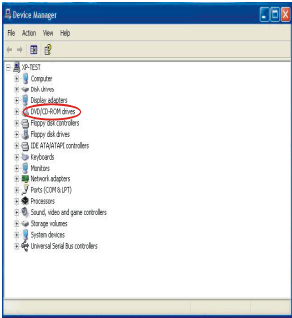 Device Manager
File Action View Help
XP-TEST
Computer
Disk drives
Display adapters
DVD/CD-ROM drives
Floppy disk controllers
Floppy disk drives
IDE ATA/ATAPI controllers
Keyboards
Monitors
Network adapters
Ports (COM & LPT)
Processors
Sound, video and game controllers
Storage volumes
System devices
Universal Serial Bus controllers